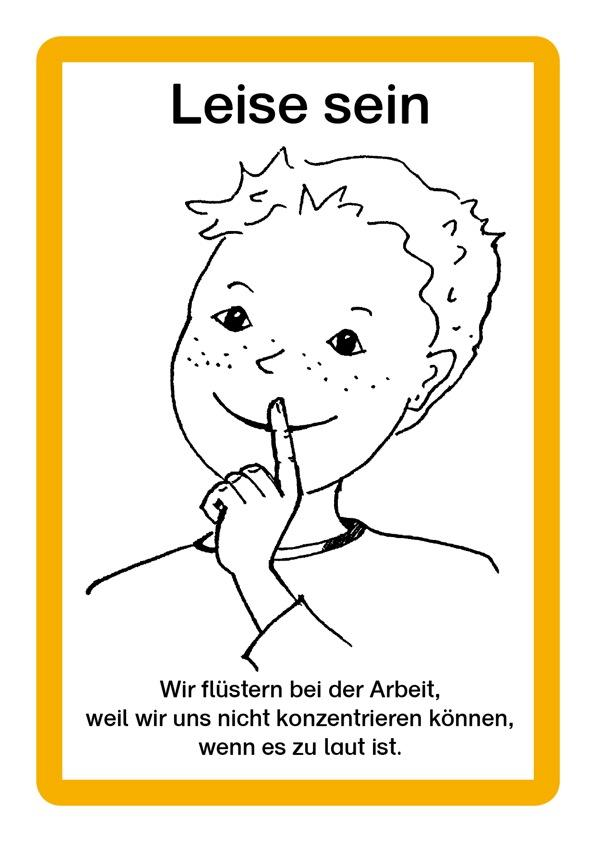 Leise sein
Wir flüstern bei der Arbeit,
weil wir uns nicht konzentrieren können,
wenn es zu laut ist.